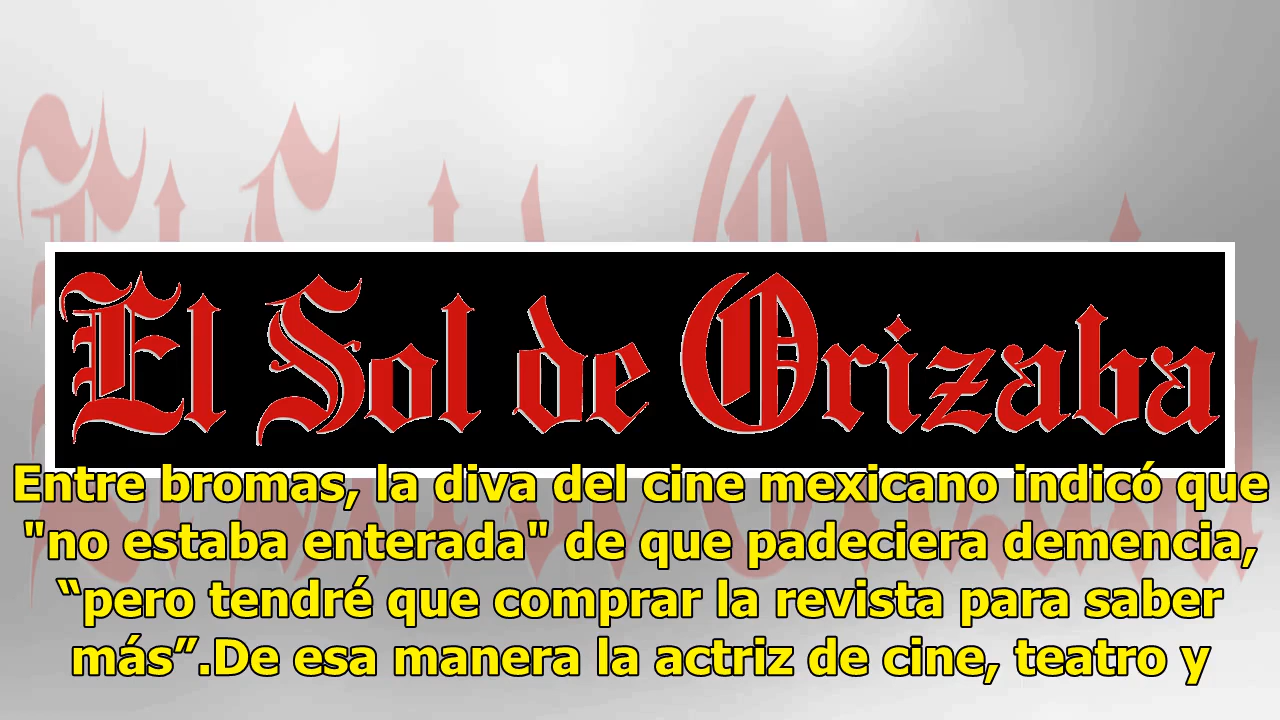 El Sol de Orizaba
Entre bromas, la diva del cine mexicano indicó que
"no estaba enterada" de que padeciera demencia,
“pero tendré que comprar la revista para saber
más”.De esa manera la actriz de cine, teatro y